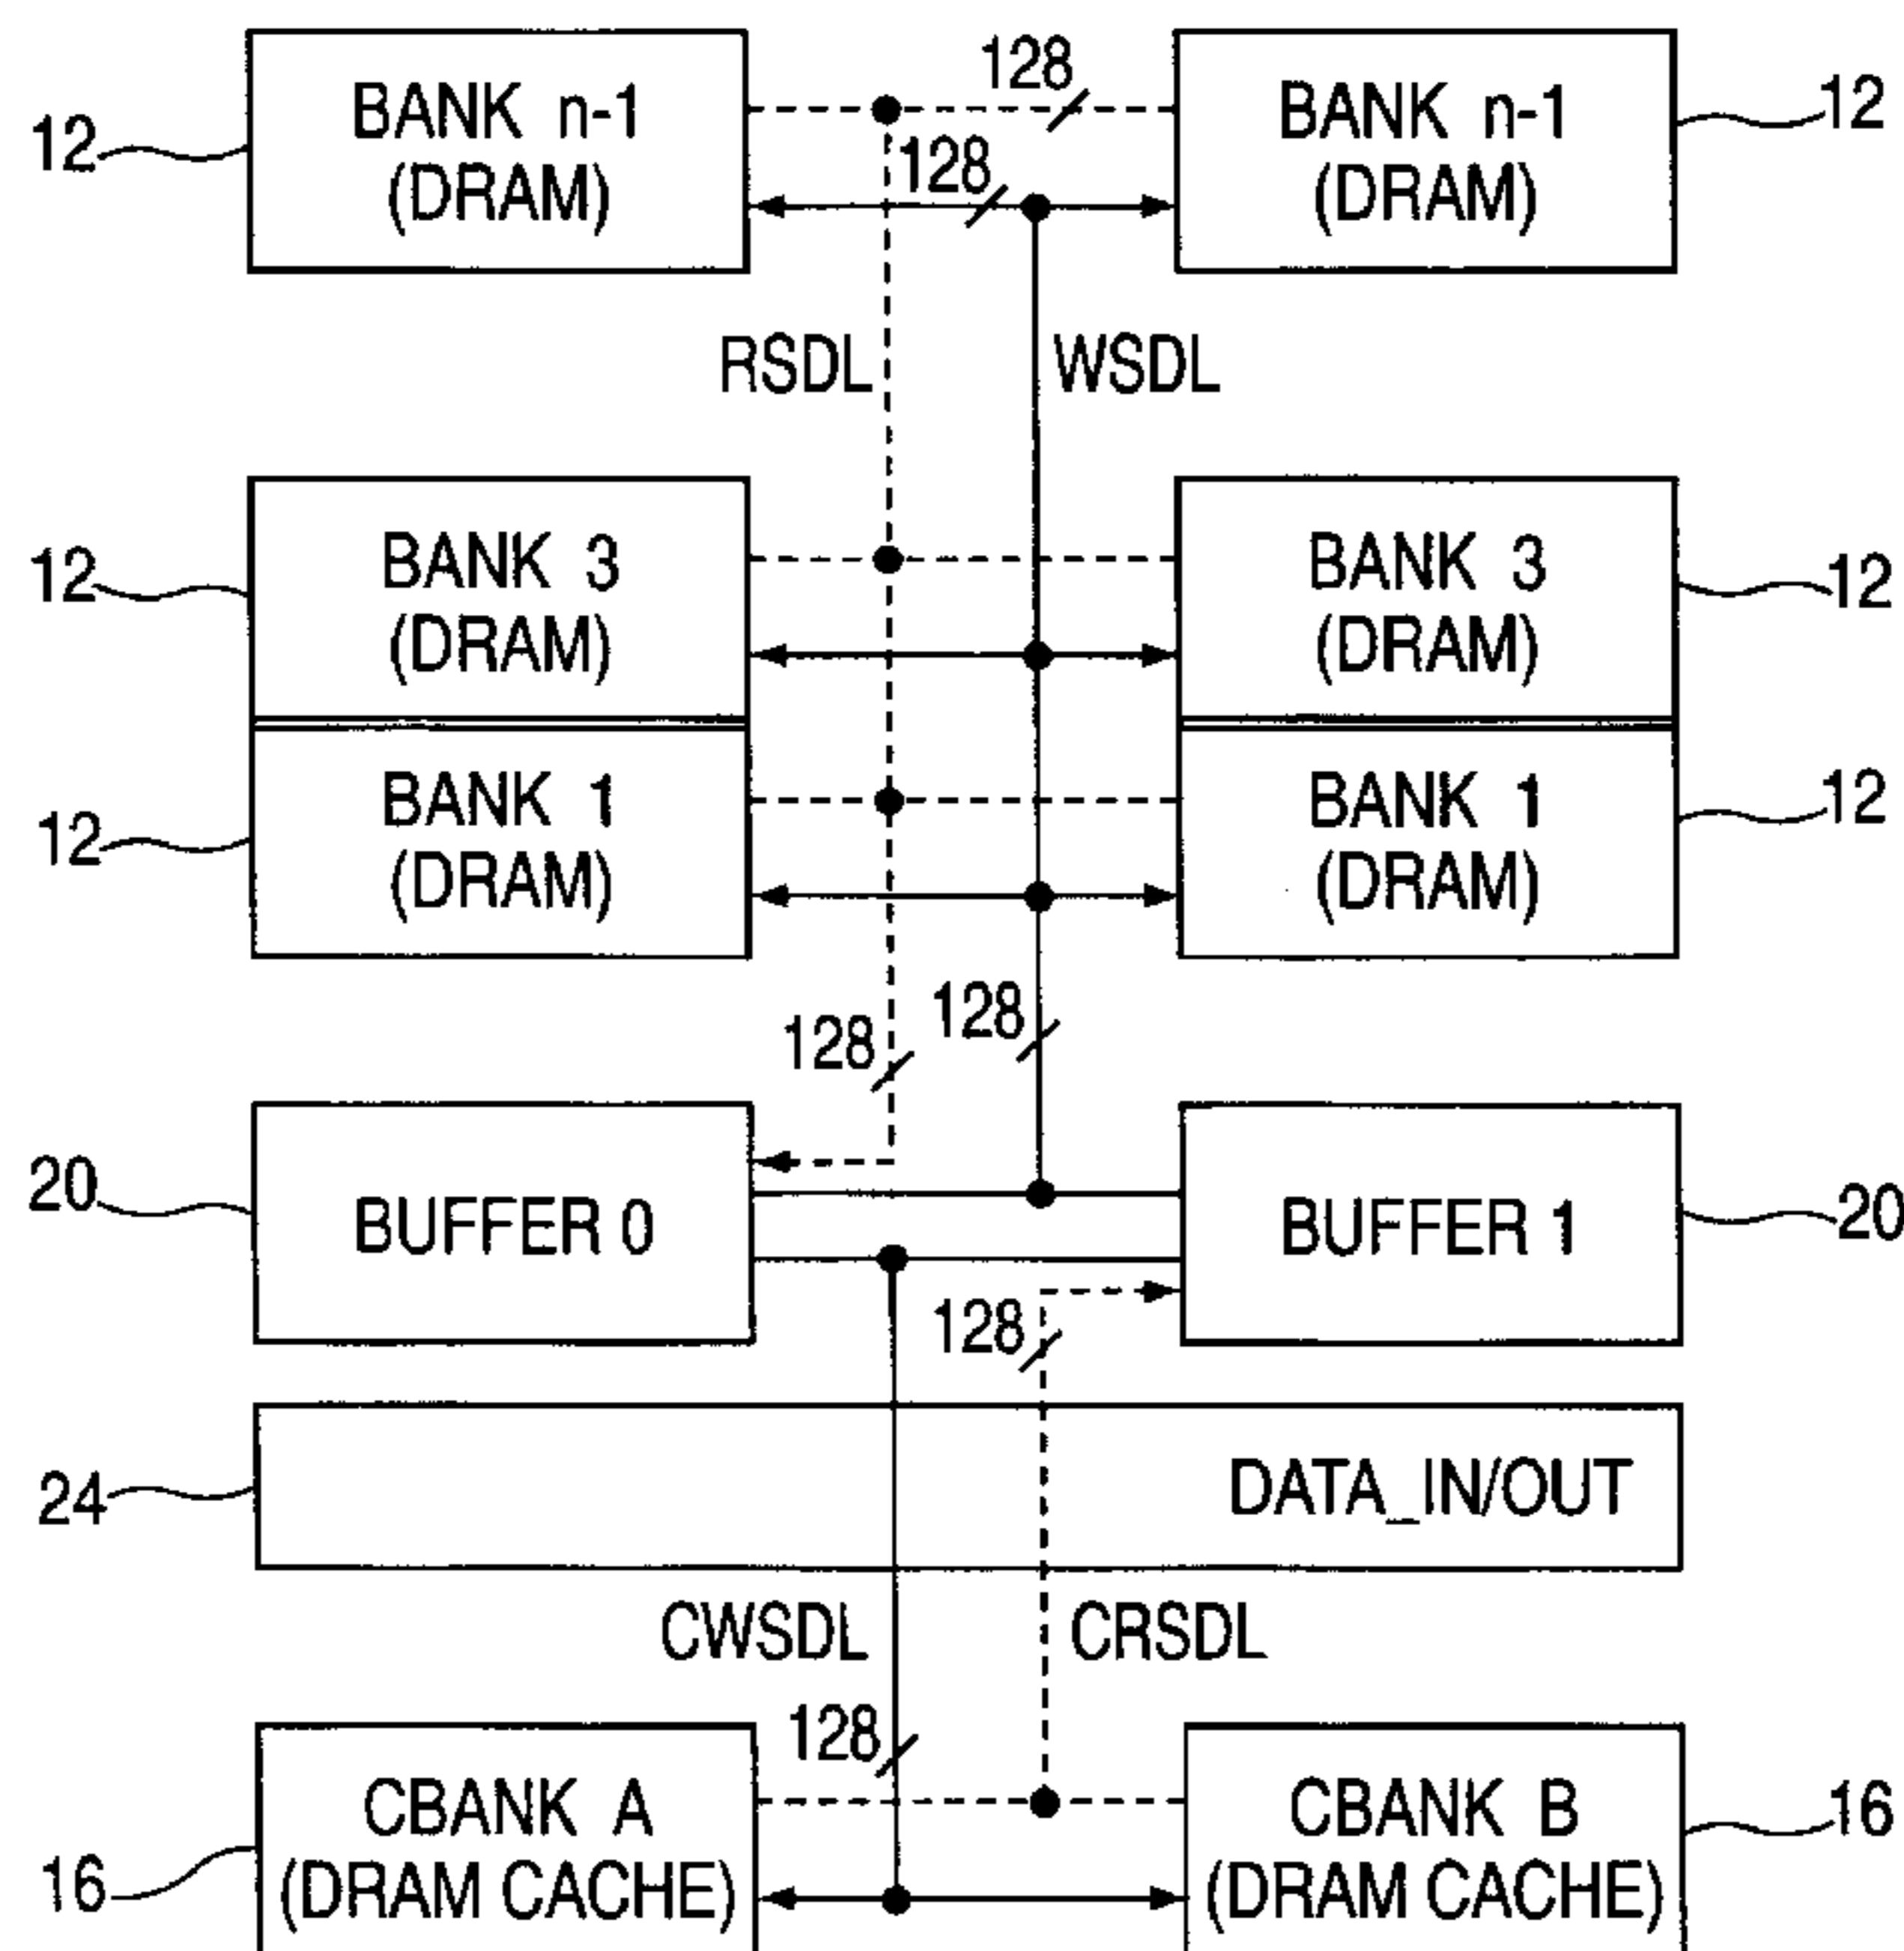 128
12 BANK n-1 BANK n-1 12
(DRAM) 128 (DRAM)
RSDL WSDL
12 BANK 3 BANK 3 12
(DRAM) (DRAM)
12 BANK 1 BANK 1 12
(DRAM) (DRAM)
128 128
20 BUFFER 0 BUFFER 1 20
128
24 DATA_IN/OUT
CWSDL CRSDL
128
CBANK A CBANK B 16
16 (DRAM CACHE) (DRAM CACHE)